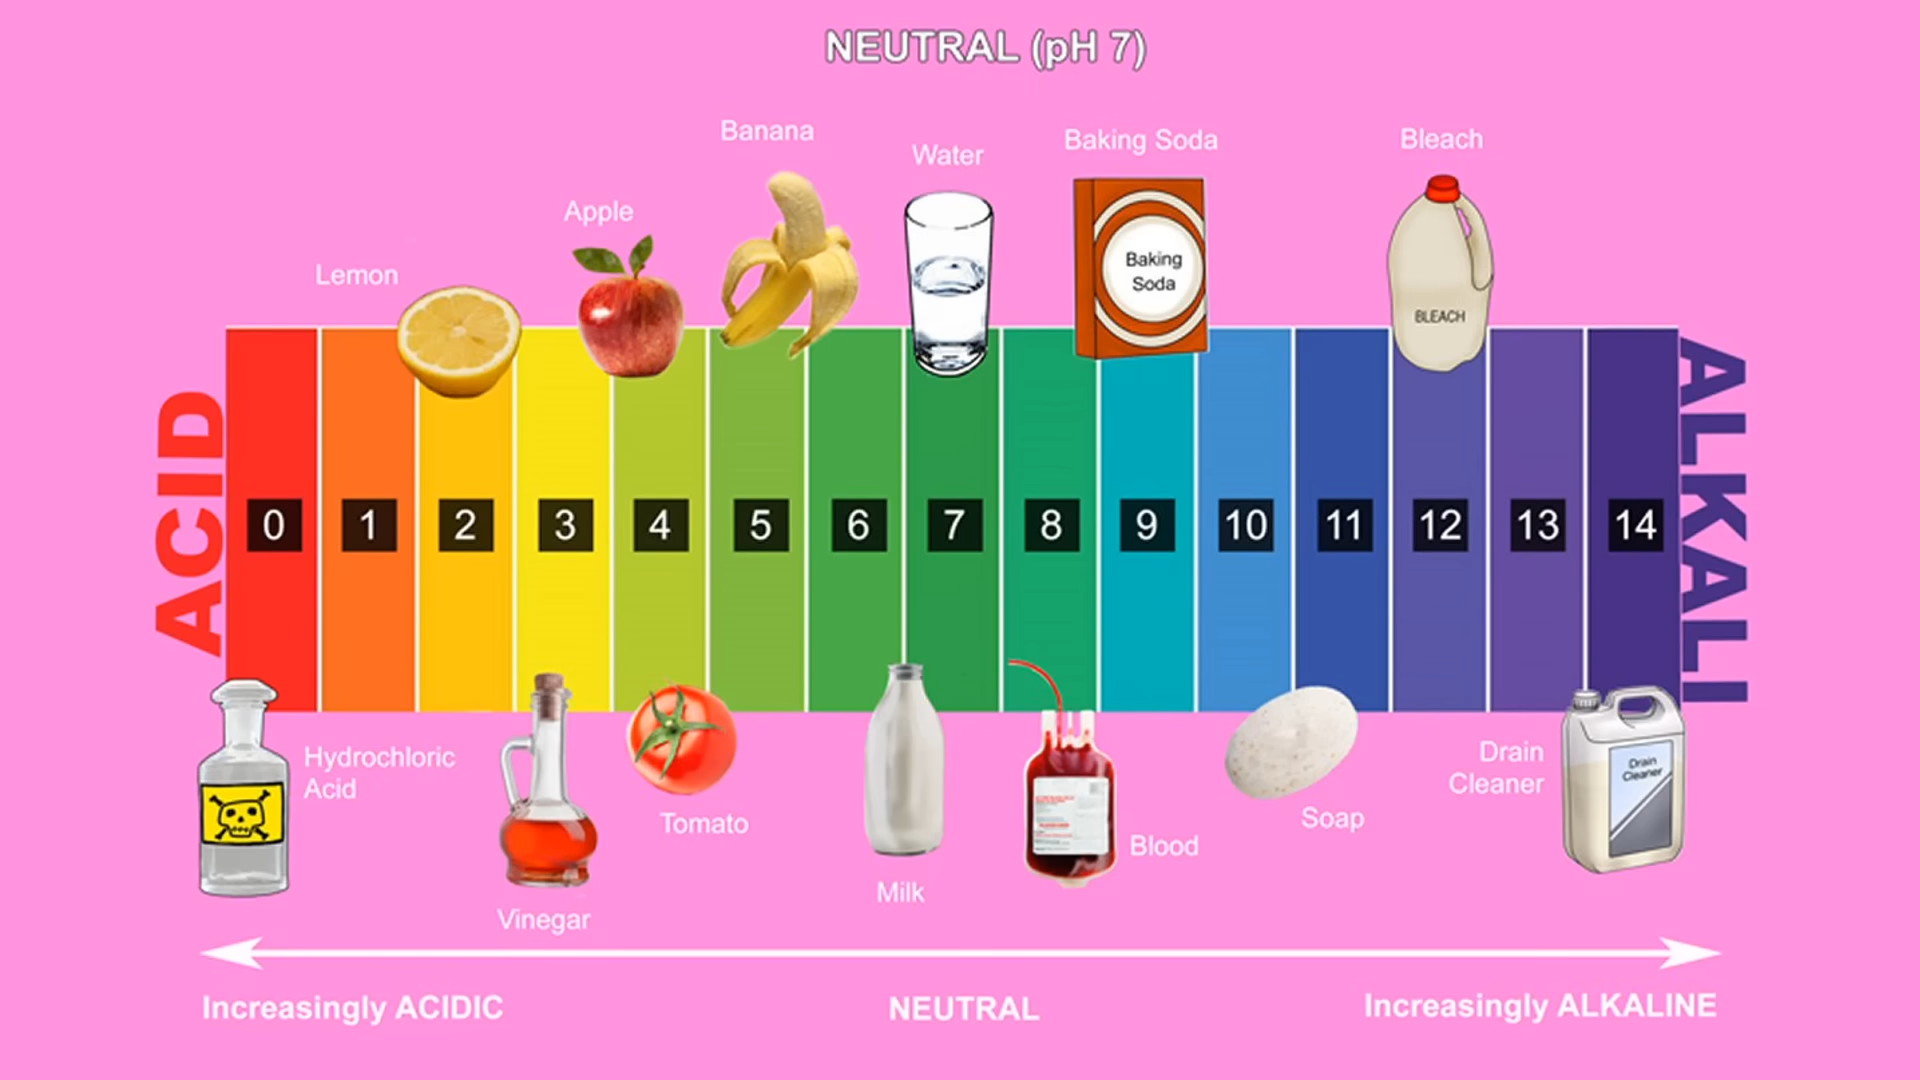 NEUTRAL (pH 7)
Banana
Water
Baking Soda
Bleach
Apple
Lemon
Baking
Soda
BLEACH
ACID
0
1
2
3
4
5
6
7
8
9
10
11
12
13
14
ALKALI
Hydrochloric
Acid
Vinegar
Tomato
Milk
Blood
Soap
Drain
Cleaner
Drain
Cleaner
Increasingly ACIDIC
NEUTRAL
Increasingly ALKALINE